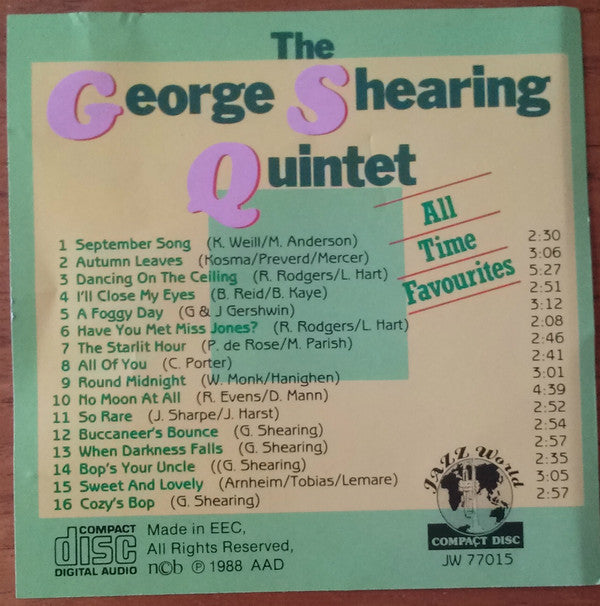 The
George Shearing
Quintet
All
Time
Favourites
1 September Song (K. Weill/M. Anderson) 2:30
2 Autumn Leaves (Kosma/Preverd/Mercer) 3:06
3 Dancing On The Ceiling (R. Rodgers/L. Hart) 5:27
4 I'll Close My Eyes (B. Reid/B. Kaye) 2:51
5 A Foggy Day (G & J Gershwin) 3:12
6 Have You Met Miss Jones? (R. Rodgers/L. Hart) 2:08
7 The Starlit Hour (P. de Rose/M. Parish) 2:46
8 All Of You (C. Porter) 2:41
9 Round Midnight (W. Monk/Hanighen) 3:01
10 No Moon At All (R. Evens/D. Mann) 4:39
11 So Rare (J. Sharpe/J. Harst) 2:52
12 Buccaneer's Bounce (G. Shearing) 2:54
13 When Darkness Falls (G. Shearing) 2:57
14 Bop's Your Uncle ((G. Shearing) 2:35
15 Sweet And Lovely (Arnheim/Tobias/Lemare) 3:05
16 Cozy's Bop (G. Shearing) 2:57
COMPACT
disc
DIGITAL AUDIO
Made in EEC,
All Rights Reserved,
n©b ℗ 1988 AAD
JAZZ World
COMPACT DISC
JW 77015